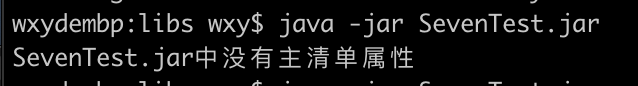 wxydembp:libs wxy$ java -jar SevenTest.jar
SevenTest.jar中没有主清单属性